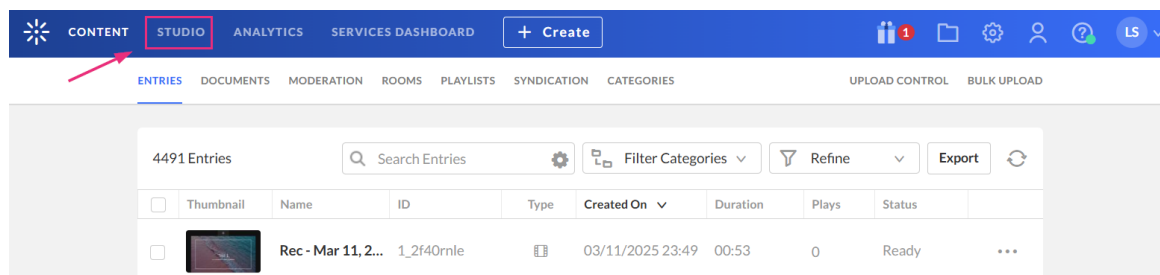 CONTENT STUDIO ANALYTICS SERVICES DASHBOARD + Create 1 LS
ENTRIES DOCUMENTS MODERATION ROOMS PLAYLISTS SYNDICATION CATEGORIES UPLOAD CONTROL BULK UPLOAD
4491 Entries Search Entries Filter Categories Refine Export
Thumbnail Name ID Type Created On Duration Plays Status
Rec - Mar 11, 2... 1_2f40rnle 03/11/2025 23:49 00:53 0 Ready